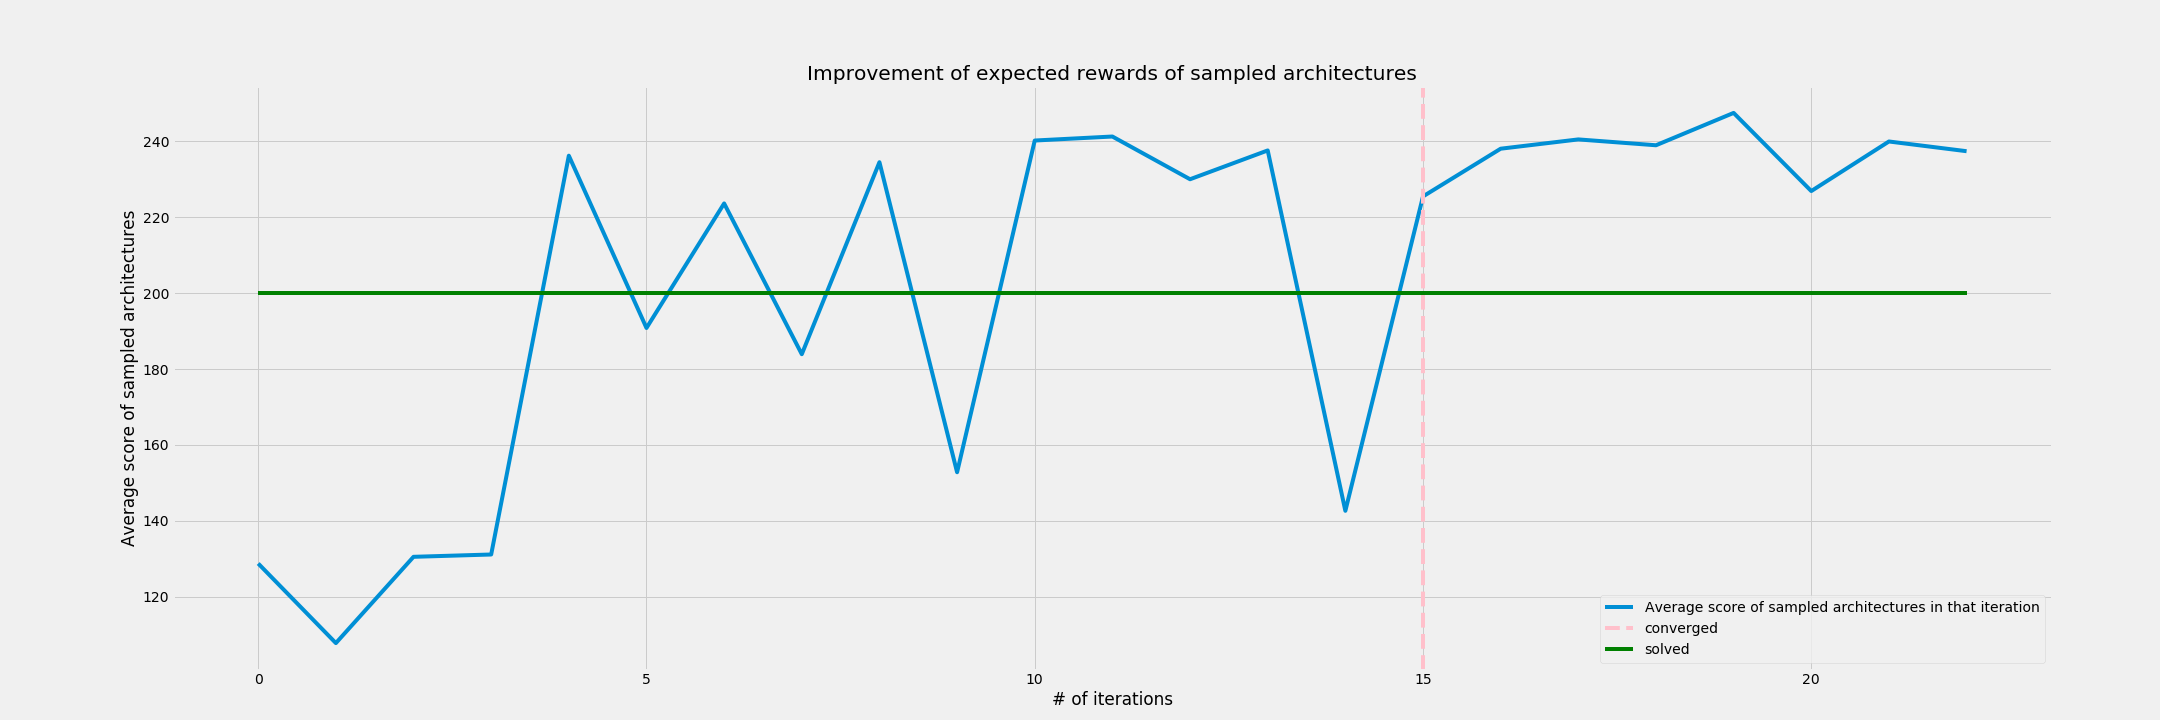 Improvement of expected rewards of sampled architectures
Average score of sampled architectures
240
220
200
180
160
140
120
0
5
10
15
20
# of iterations
Average score of sampled architectures in that iteration
converged
solved